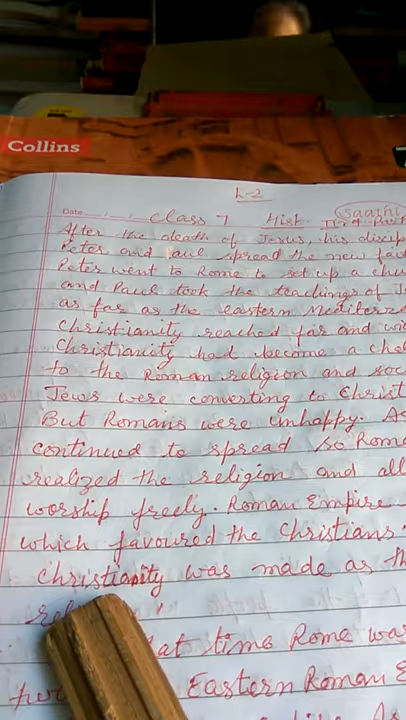 Collins
L-2
Date Class 7 Hist. Saathi
After the death of Jesus, his discip
Peter and Paul spread the new fai
Peter went to Rome to set up a chu
and Paul took the teachings of J
as far as the eastern Mediterr
Christianity reached far and wi
Christianity had become a chal
to the Roman religion and soc
Jews were converting to Christ
But Romans were unhappy. As
continued to spread so Rome
realized the religion and all
worship freely. Roman Empire
which favoured the Christians.
Christianity was made as th
rel
at time Rome was
Eastern Roman E